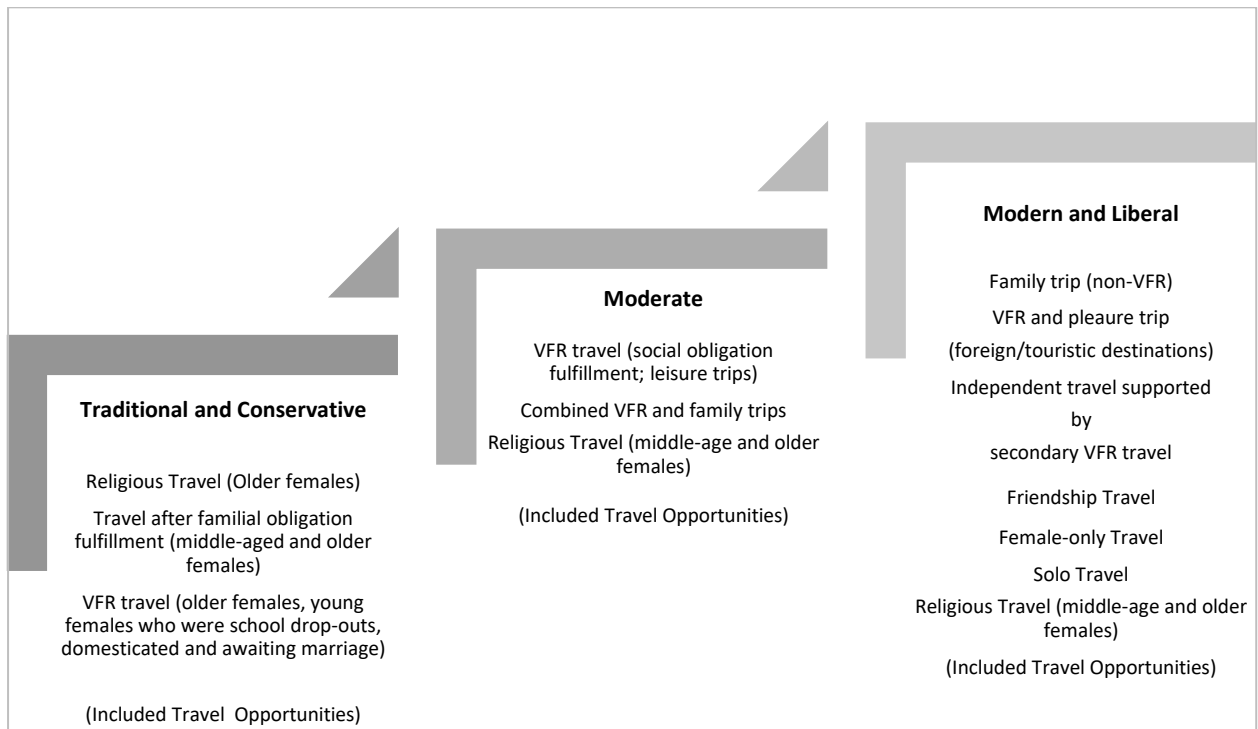 Traditional and Conservative
Religious Travel (Older females)
Travel after familial obligation
fulfillment (middle-aged and older
females)
VFR travel (older females, young
females who were school drop-outs,
domesticated and awaiting marriage)
(Included Travel Opportunities)
Moderate
VFR travel (social obligation
fulfillment; leisure trips)
Combined VFR and family trips
Religious Travel (middle-age and older
females)
(Included Travel Opportunities)
Modern and Liberal
Family trip (non-VFR)
VFR and pleaure trip
(foreign/touristic destinations)
Independent travel supported
by
secondary VFR travel
Friendship Travel
Female-only Travel
Solo Travel
Religious Travel (middle-age and older
females)
(Included Travel Opportunities)